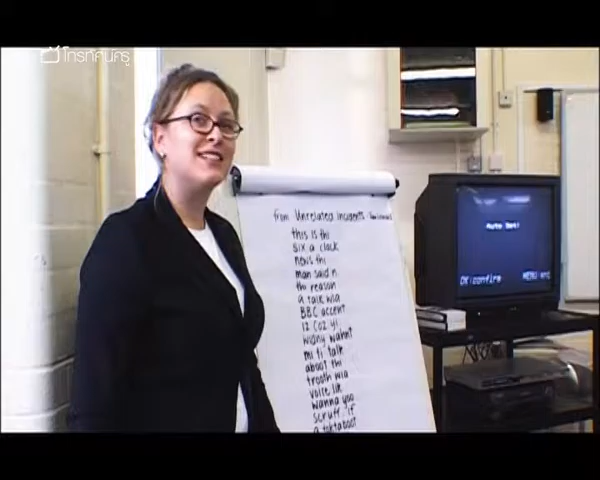 โทรทัศน์ครู
from Unrelated Incidents
this is thi
six a clock
news thi
man said n
thi reason
a talk wia
BBC accent
iz coz yi
widny wahnt
mi ti talk
aboot thi
trooth wia
voice lik
wanna yoo
scruff. if
a toktaboot
Auto Set!
OK:confirm
MENU: